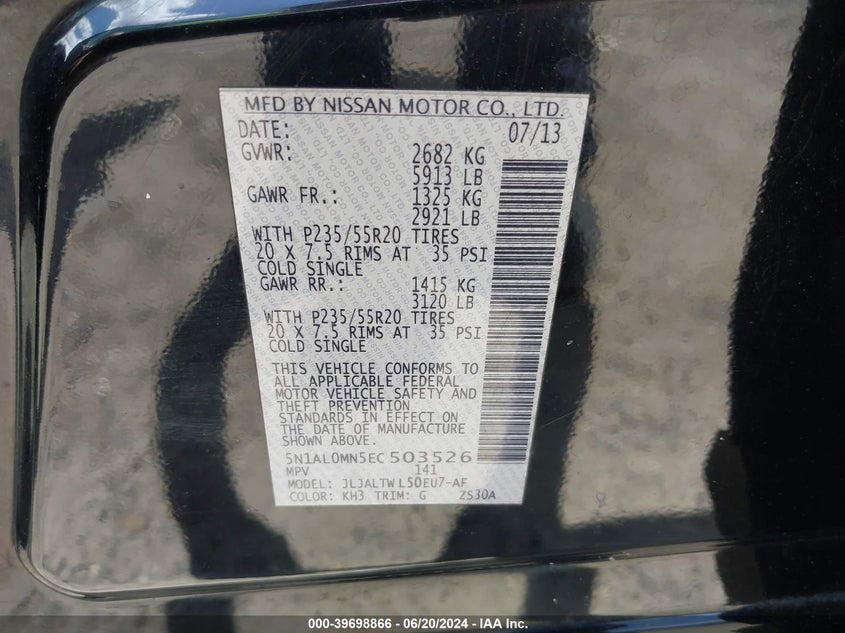 MFD BY NISSAN MOTOR CO., LTD.
DATE: 07/13
GVWR: 2682 KG
5913 LB
GAWR FR.: 1325 KG
2921 LB
WITH P235/55R20 TIRES
20 X 7.5 RIMS AT 35 PSI
COLD SINGLE
GAWR RR.: 1415 KG
3120 LB
WITH P235/55R20 TIRES
20 X 7.5 RIMS AT 35 PSI
COLD SINGLE
THIS VEHICLE CONFORMS TO
ALL APPLICABLE FEDERAL
MOTOR VEHICLE SAFETY AND
THEFT PREVENTION
STANDARDS IN EFFECT ON
THE DATE OF MANUFACTURE
SHOWN ABOVE.
5N1AL0MN5EC503526
MPV 141
MODEL: JLJALTWL50EU7-AF
COLOR: KH3 TRIM: G ZS30A
000-39698866 - 06/20/2024 - IAA Inc.